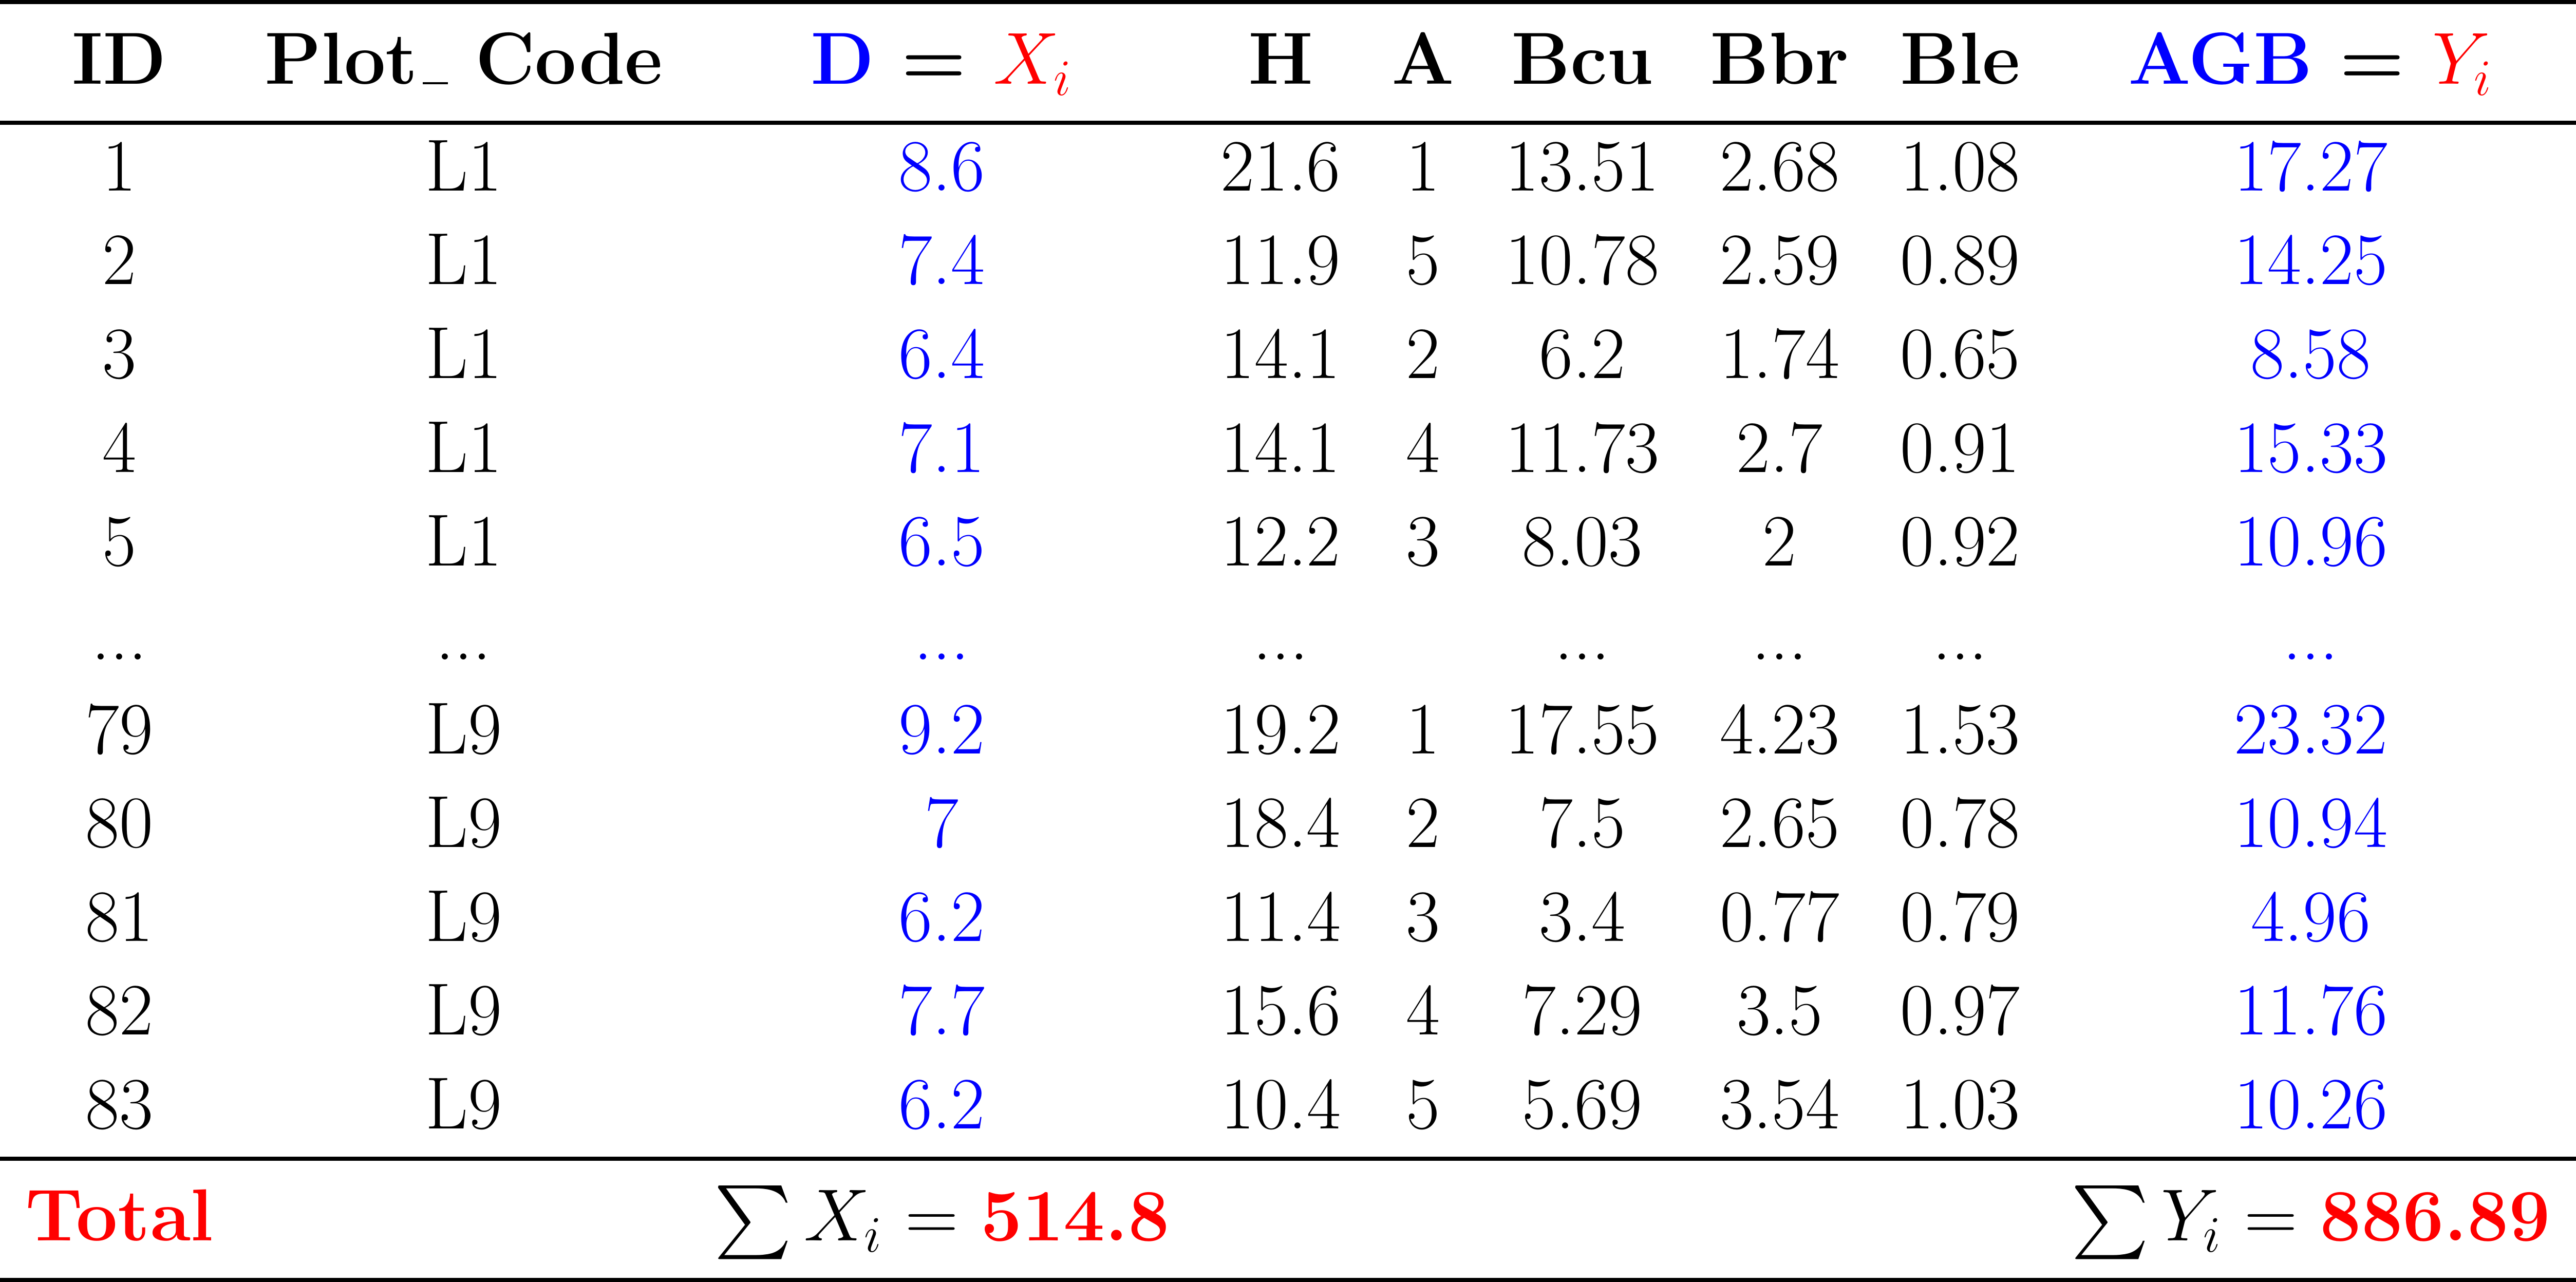 ID Plot_ Code D = Xi H A Bcu Bbr Ble AGB = Yi
1 L1 8.6 21.6 1 13.51 2.68 1.08 17.27
2 L1 7.4 11.9 5 10.78 2.59 0.89 14.25
3 L1 6.4 14.1 2 6.2 1.74 0.65 8.58
4 L1 7.1 14.1 4 11.73 2.7 0.91 15.33
5 L1 6.5 12.2 3 8.03 2 0.92 10.96
... ... ... ... ... ... ... ...
79 L9 9.2 19.2 1 17.55 4.23 1.53 23.32
80 L9 7 18.4 2 7.5 2.65 0.78 10.94
81 L9 6.2 11.4 3 3.4 0.77 0.79 4.96
82 L9 7.7 15.6 4 7.29 3.5 0.97 11.76
83 L9 6.2 10.4 5 5.69 3.54 1.03 10.26
Total ∑ Xi = 514.8 ∑ Yi = 886.89